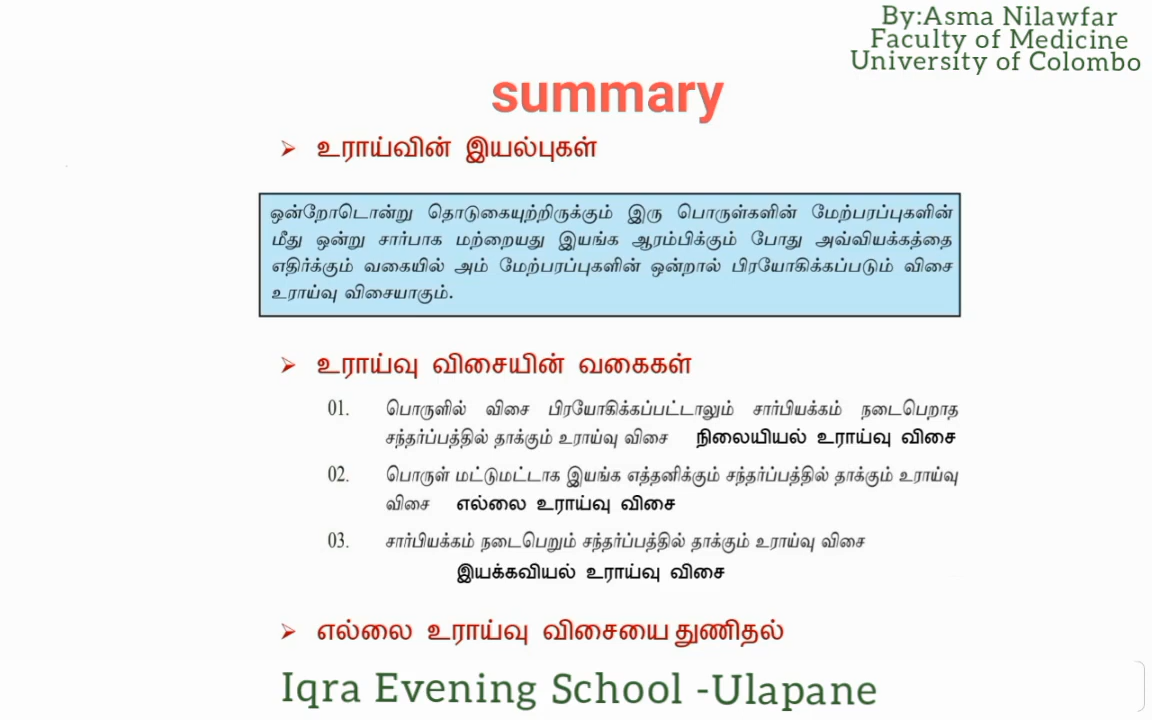 By:Asma Nilawfar
Faculty of Medicine
University of Colombo
summary
➢ உராய்வின் இயல்புகள்
ஒன்றோடொன்று தொடுகையுற்றிருக்கும் இரு பொருள்களின் மேற்பரப்புகளின்
மீது ஒன்று சார்பாக மற்றையது இயங்க ஆரம்பிக்கும் போது அவ்வியக்கத்தை
எதிர்க்கும் வகையில் அம் மேற்பரப்புகளின் ஒன்றால் பிரயோகிக்கப்படும் விசை
உராய்வு விசையாகும்.
➢ உராய்வு விசையின் வகைகள்
01. பொருளில் விசை பிரயோகிக்கப்பட்டாலும் சார்பியக்கம் நடைபெறாத
சந்தர்ப்பத்தில் தாக்கும் உராய்வு விசை நிலையியல் உராய்வு விசை
02. பொருள் மட்டுமட்டாக இயங்க எத்தனிக்கும் சந்தர்ப்பத்தில் தாக்கும் உராய்வு
விசை எல்லை உராய்வு விசை
03. சார்பியக்கம் நடைபெறும் சந்தர்ப்பத்தில் தாக்கும் உராய்வு விசை
இயக்கவியல் உராய்வு விசை
➢ எல்லை உராய்வு விசையை துணிதல்
Iqra Evening School -Ulapane